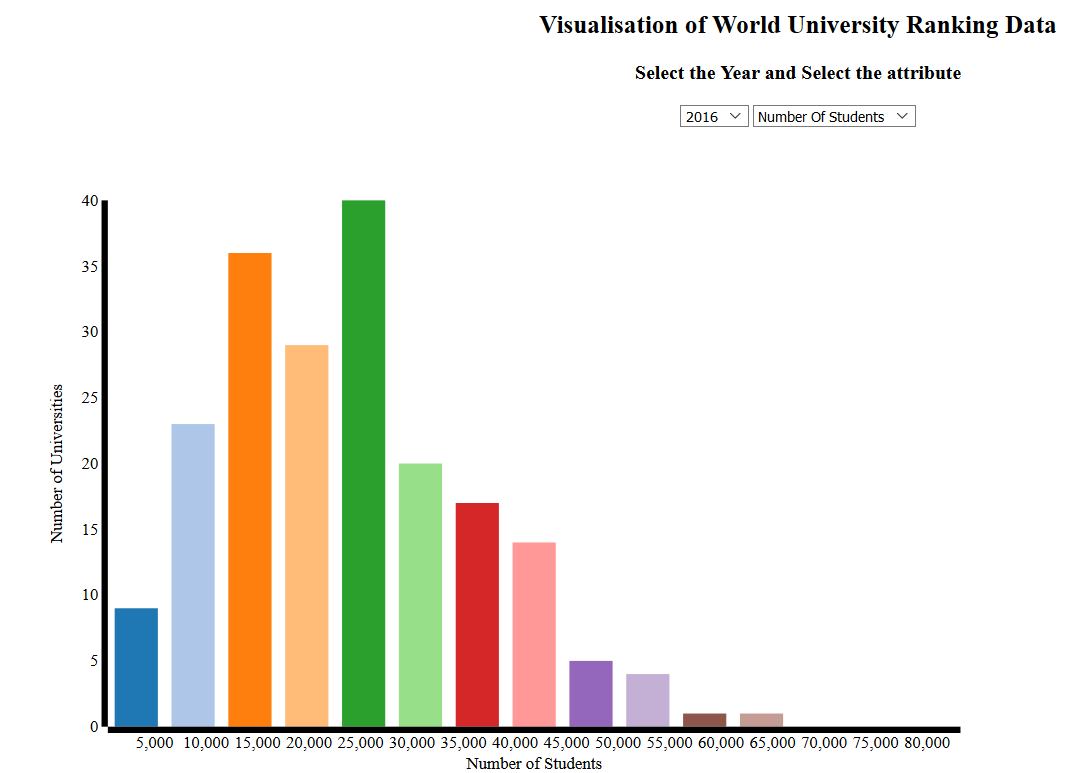 Visualisation of World University Ranking Data
Select the Year and Select the attribute
2016 Number Of Students
40
35
30
25
20
15
10
5
0
Number of Universities
5,000 10,000 15,000 20,000 25,000 30,000 35,000 40,000 45,000 50,000 55,000 60,000 65,000 70,000 75,000 80,000
Number of Students